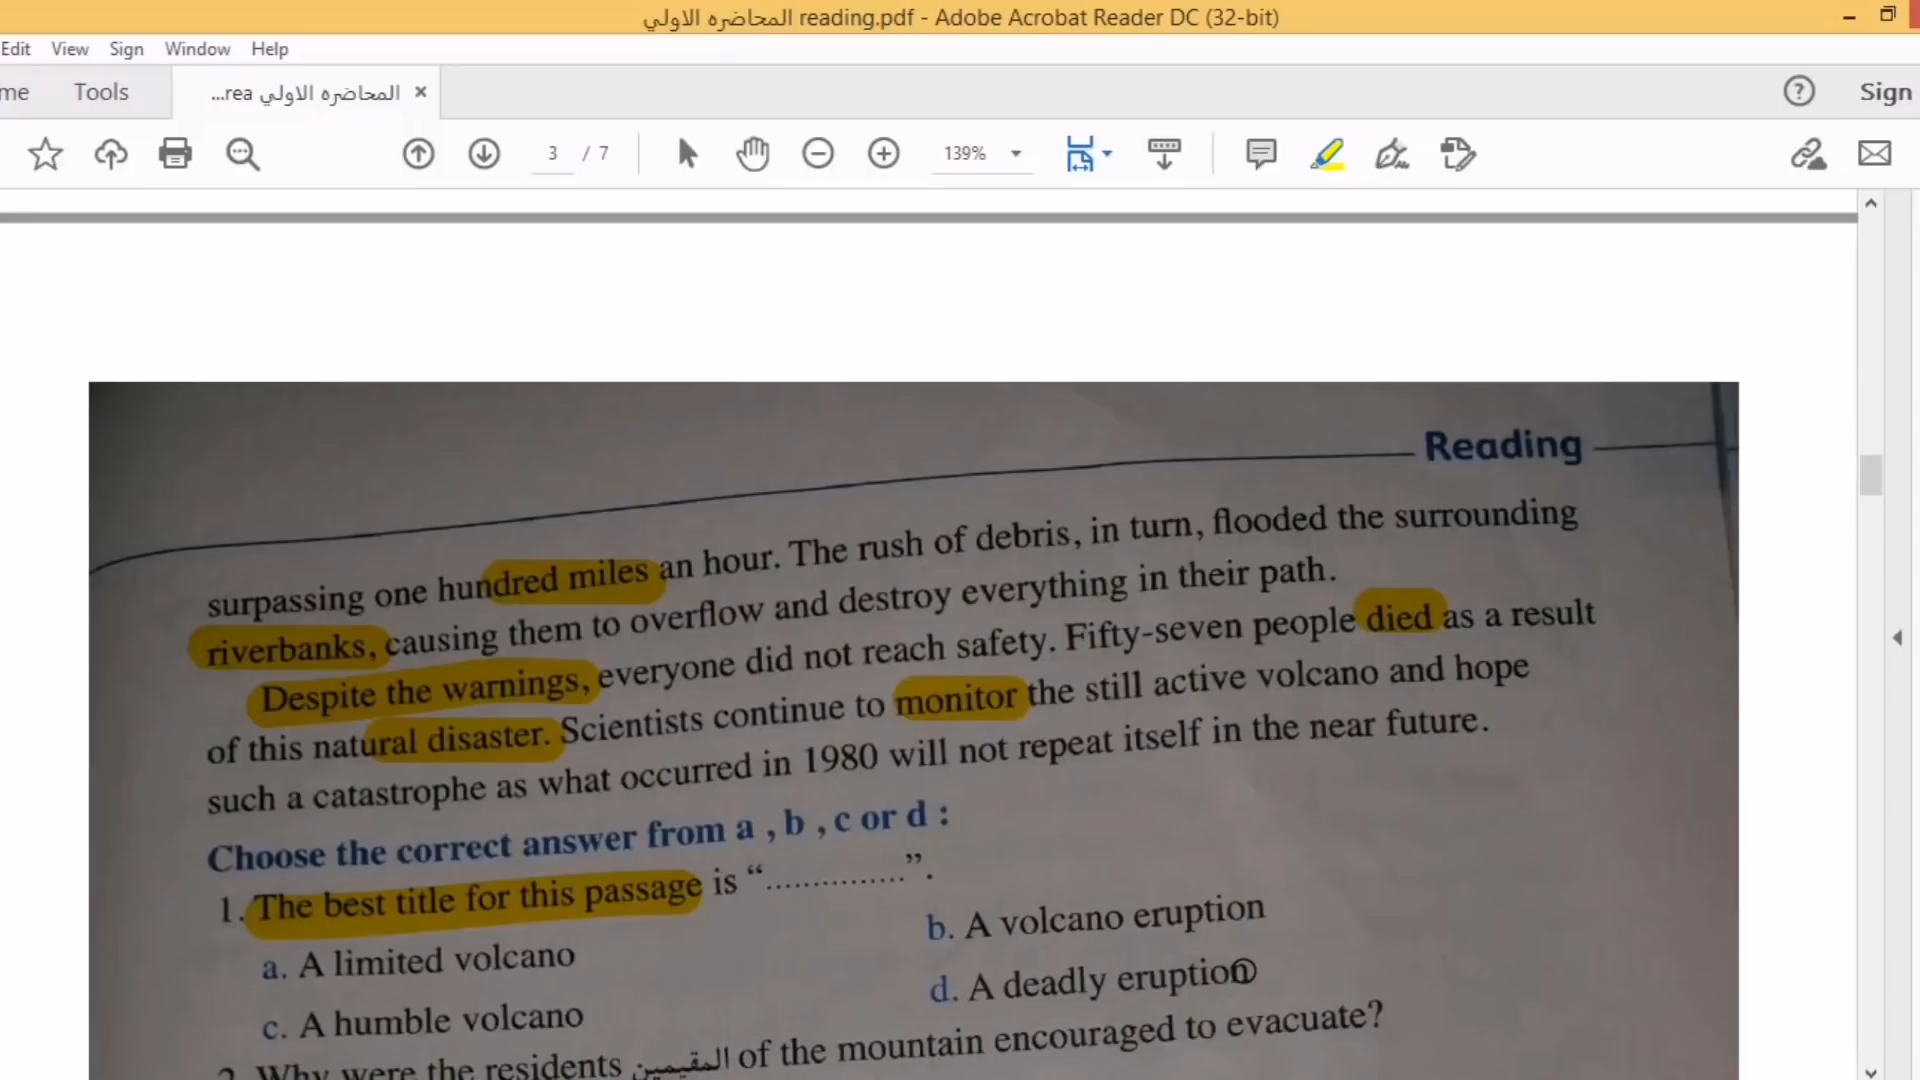 المحاضره الاولي reading.pdf - Adobe Acrobat Reader DC (32-bit)
Edit View Sign Window Help
me Tools المحاضره الاولي rea... × Sign
3 / 7 139%
Reading
surpassing one hundred miles an hour. The rush of debris, in turn, flooded the surrounding
riverbanks, causing them to overflow and destroy everything in their path.
Despite the warnings, everyone did not reach safety. Fifty-seven people died as a result
of this natural disaster. Scientists continue to monitor the still active volcano and hope
such a catastrophe as what occurred in 1980 will not repeat itself in the near future.
Choose the correct answer from a , b , c or d :
1. The best title for this passage is “...............”.
a. A limited volcano
b. A volcano eruption
c. A humble volcano
d. A deadly eruption
2. Why were the residents المقيمين of the mountain encouraged to evacuate?